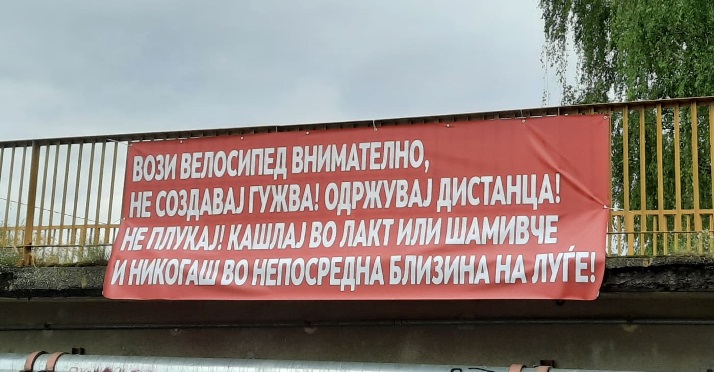 ВОЗИ ВЕЛОСИПЕД ВНИМАТЕЛНО,
НЕ СОЗДАВАЈ ГУЖВА! ОДРЖУВАЈ ДИСТАНЦА!
НЕ ПЛУКАЈ! КАШЛАЈ ВО ЛАКТ ИЛИ ШАМИВЧЕ
И НИКОГАШ ВО НЕПОСРЕДНА БЛИЗИНА НА ЛУЃЕ!